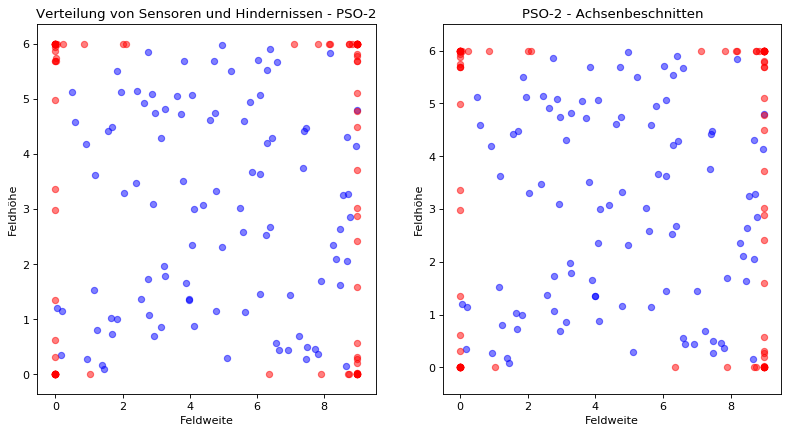 Verteilung von Sensoren und Hindernissen - PSO-2
6
5
4
3
2
1
0
Feldhöhe
0 2 4 6 8
Feldweite
PSO-2 - Achsenbeschnitten
6
5
4
3
2
1
0
Feldhöhe
0 2 4 6 8
Feldweite